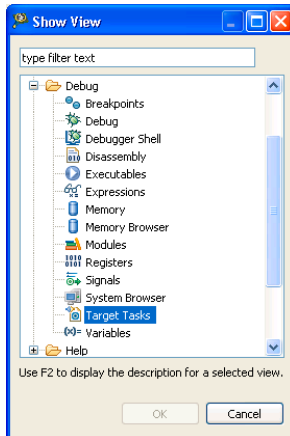 Show View
type filter text
Debug
Breakpoints
Debug
Debugger Shell
Disassembly
Executables
Expressions
Memory
Memory Browser
Modules
Registers
Signals
System Browser
Target Tasks
(x)= Variables
Help
Use F2 to display the description for a selected view.
OK Cancel